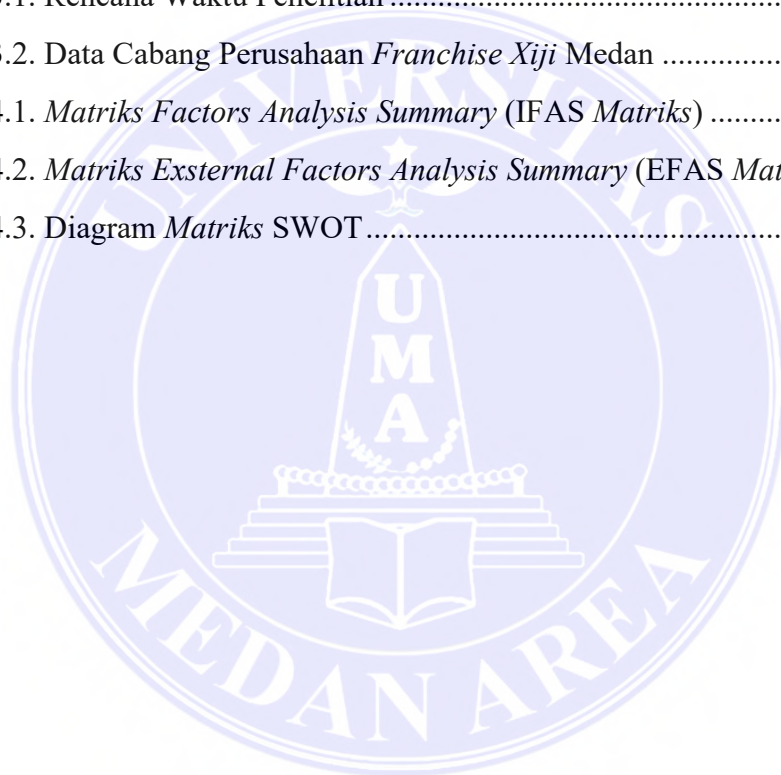 .1. Rencana Waktu Penelitian ........................................................
3.2. Data Cabang Perusahaan Franchise Xiji Medan ...............
4.1. Matriks Factors Analysis Summary (IFAS Matriks) .........
4.2. Matriks Exsternal Factors Analysis Summary (EFAS Mat
4.3. Diagram Matriks SWOT....................................................
UNIVERSITAS
UMA
MEDAN AREA